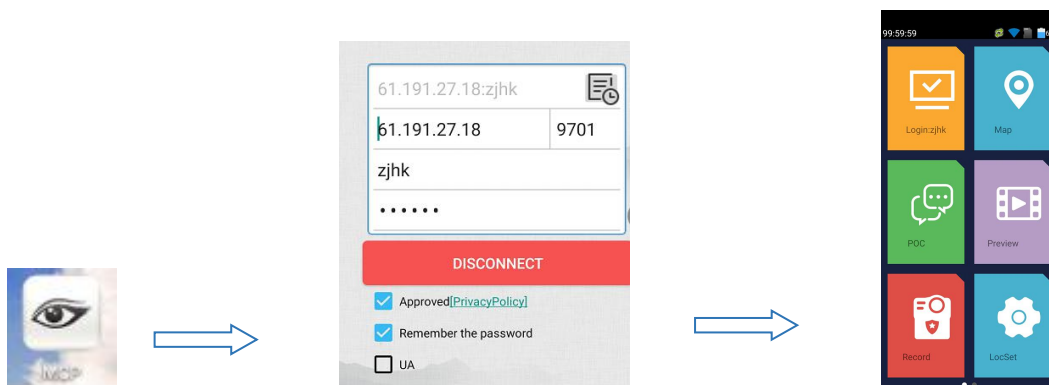 MCP
61.191.27.18:zjhk
61.191.27.18 9701
zjhk
••••••
DISCONNECT
Approved[PrivacyPolicy]
Remember the password
UA
99:59:59
Login:zjhk Map
POC Preview
Record LocSet